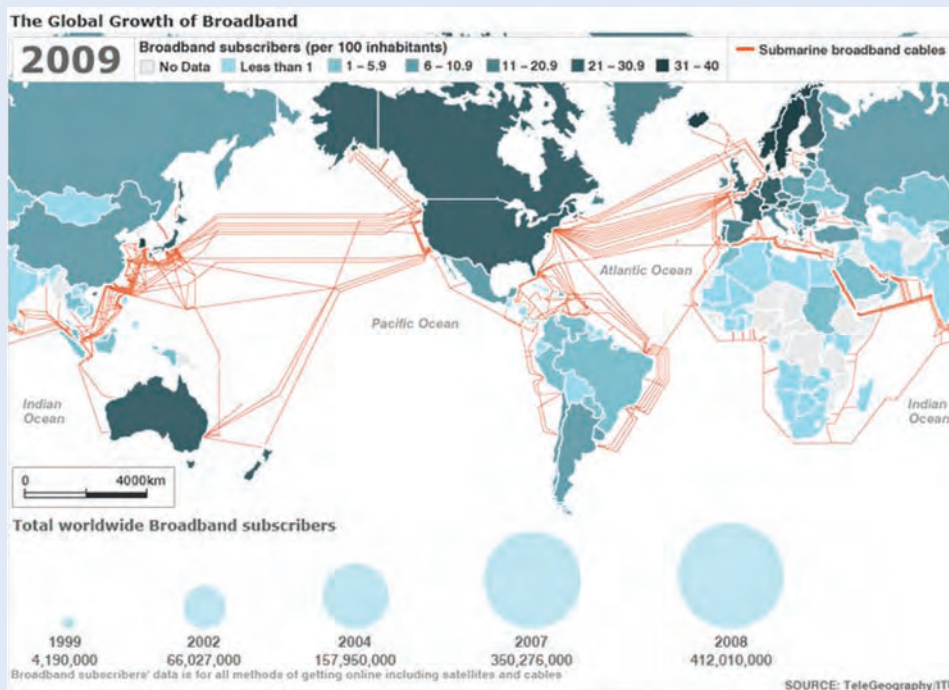 The Global Growth of Broadband
2009
Broadband subscribers (per 100 inhabitants)
No Data Less than 1 1 – 5.9 6 – 10.9 11 – 20.9 21 – 30.9 31 – 40
Submarine broadband cables
Atlantic Ocean
Pacific Ocean
Indian
Ocean
Indian
Ocean
0 4000km
Total worldwide Broadband subscribers
1999 2002 2004 2007 2008
4,190,000 66,027,000 157,950,000 350,276,000 412,010,000
Broadband subscribers' data is for all methods of getting online including satellites and cables
SOURCE: TeleGeography/IT